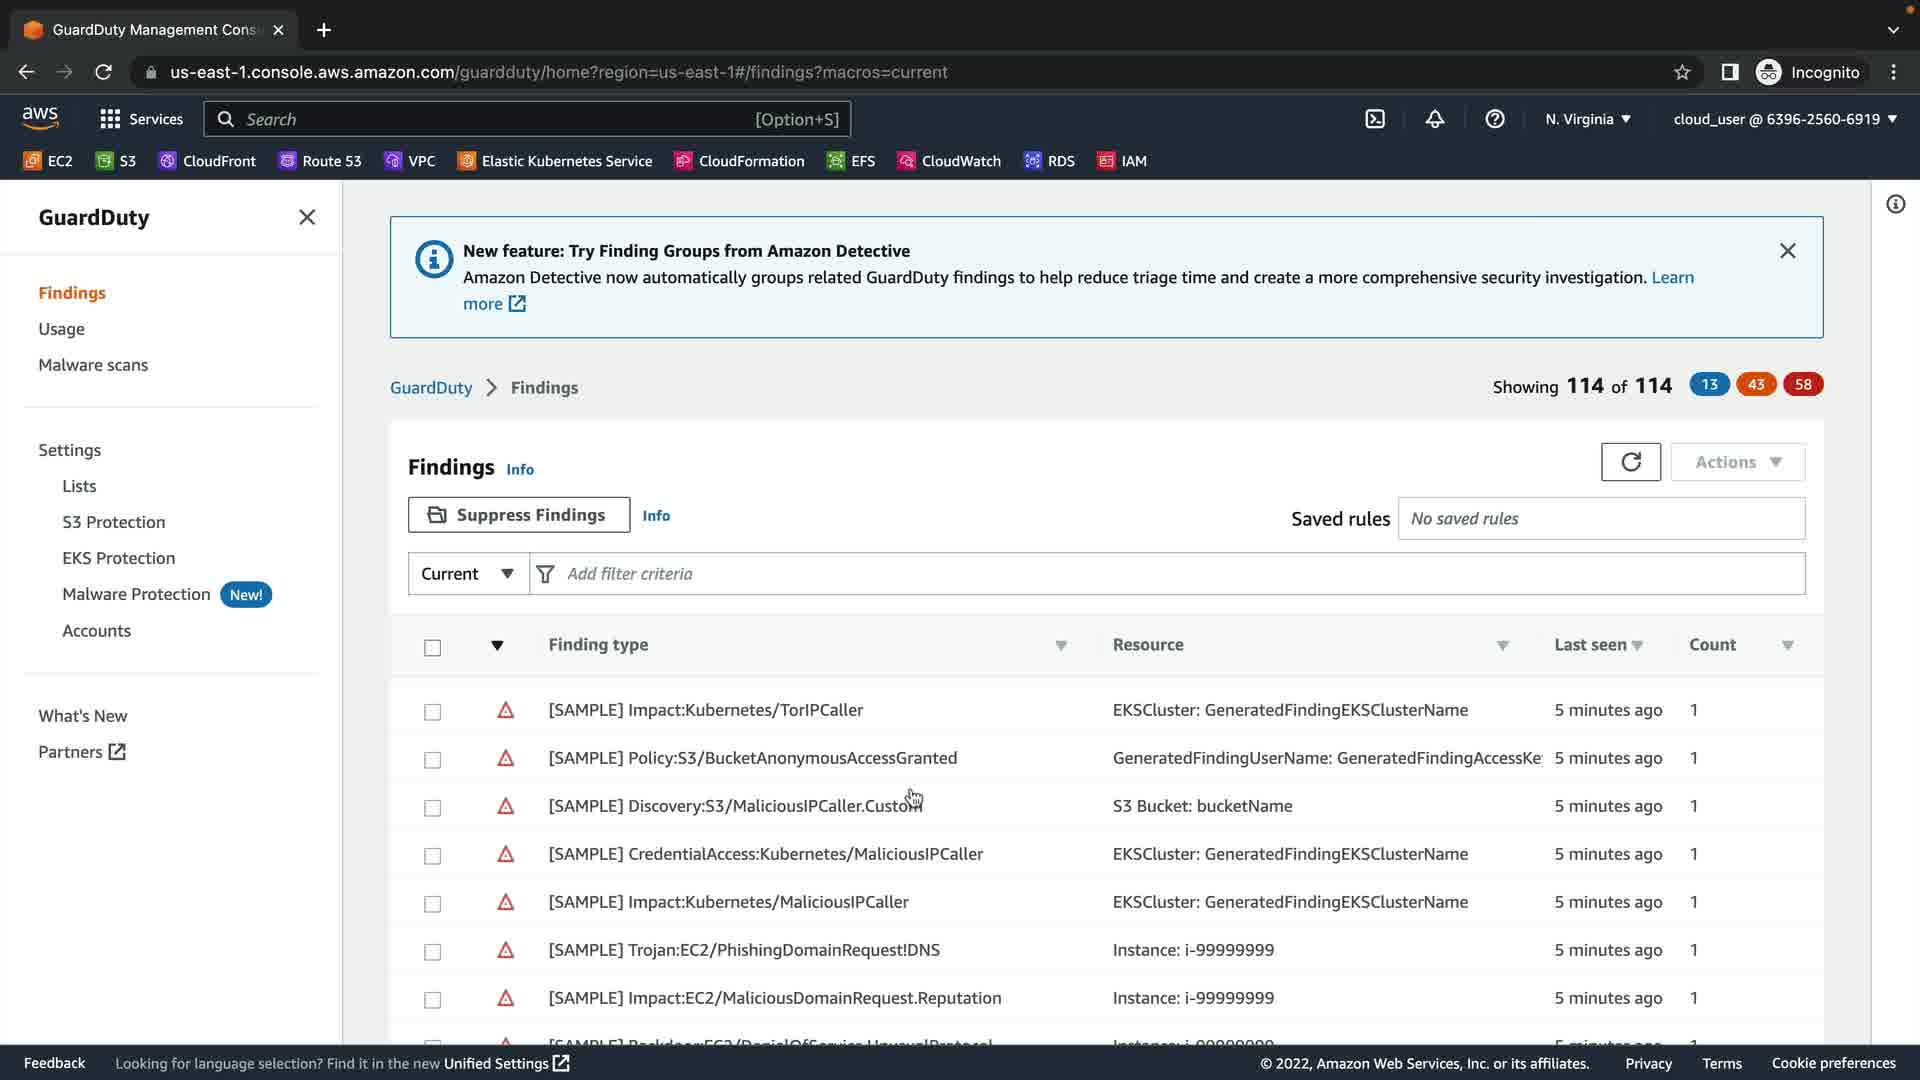 GuardDuty Management Cons
us-east-1.console.aws.amazon.com/guardduty/home?region=us-east-1#/findings?macros=current
Incognito
aws
Services
Search
[Option+S]
N. Virginia
cloud_user @ 6396-2560-6919
EC2
S3
CloudFront
Route 53
VPC
Elastic Kubernetes Service
CloudFormation
EFS
CloudWatch
RDS
IAM
GuardDuty
Findings
Usage
Malware scans
Settings
Lists
S3 Protection
EKS Protection
Malware Protection New!
Accounts
What's New
Partners
New feature: Try Finding Groups from Amazon Detective
Amazon Detective now automatically groups related GuardDuty findings to help reduce triage time and create a more comprehensive security investigation. Learn
more
GuardDuty > Findings
Showing 114 of 114 13 43 58
Findings Info
Actions
Suppress Findings Info
Saved rules No saved rules
Current Add filter criteria
Finding type Resource Last seen Count
[SAMPLE] Impact:Kubernetes/TorIPCaller EKSCluster: GeneratedFindingEKSClusterName 5 minutes ago 1
[SAMPLE] Policy:S3/BucketAnonymousAccessGranted GeneratedFindingUserName: GeneratedFindingAccessKe 5 minutes ago 1
[SAMPLE] Discovery:S3/MaliciousIPCaller.Custom S3 Bucket: bucketName 5 minutes ago 1
[SAMPLE] CredentialAccess:Kubernetes/MaliciousIPCaller EKSCluster: GeneratedFindingEKSClusterName 5 minutes ago 1
[SAMPLE] Impact:Kubernetes/MaliciousIPCaller EKSCluster: GeneratedFindingEKSClusterName 5 minutes ago 1
[SAMPLE] Trojan:EC2/PhishingDomainRequest!DNS Instance: i-99999999 5 minutes ago 1
[SAMPLE] Impact:EC2/MaliciousDomainRequest.Reputation Instance: i-99999999 5 minutes ago 1
Feedback
Looking for language selection? Find it in the new Unified Settings
© 2022, Amazon Web Services, Inc. or its affiliates.
Privacy
Terms
Cookie preferences